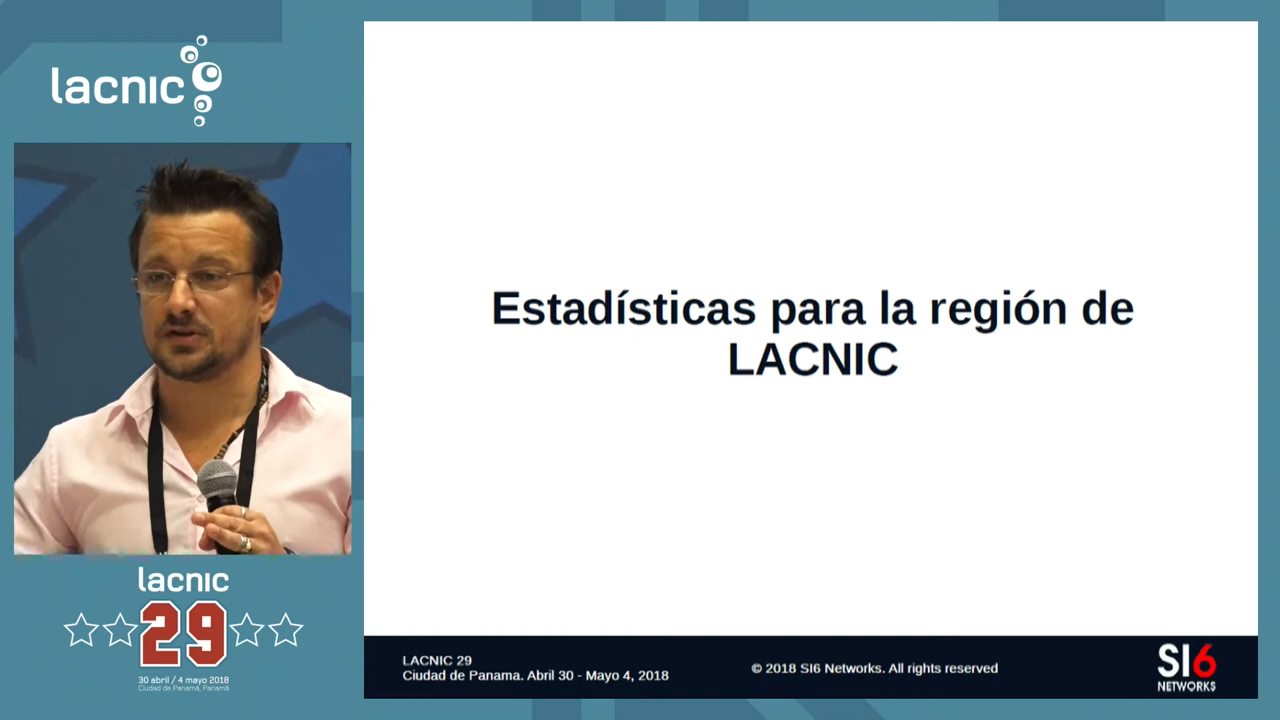 lacnic
Estadísticas para la región de
LACNIC
lacnic
29
30 abril / 4 mayo 2018
Ciudad de Panamá, Panamá
LACNIC 29
Ciudad de Panama. Abril 30 - Mayo 4, 2018
© 2018 SI6 Networks. All rights reserved
SI6
NETWORKS